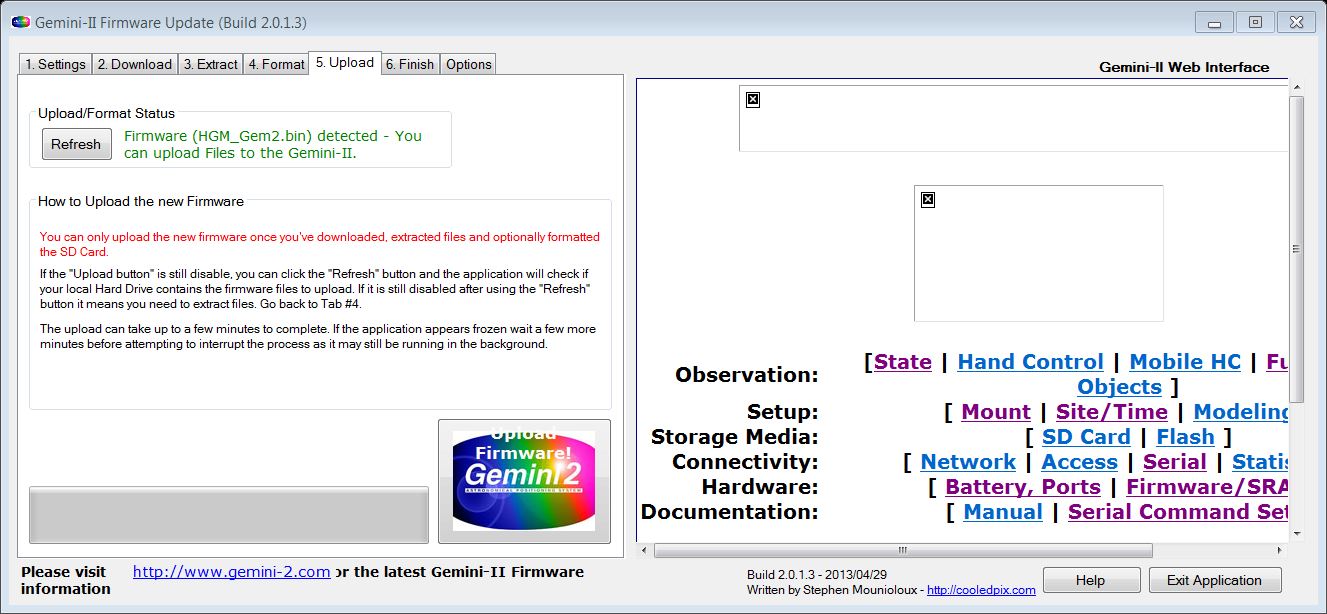 Gemini-II Firmware Update (Build 2.0.1.3)
1. Settings 2. Download 3. Extract 4. Format 5. Upload 6. Finish Options
Upload/Format Status
Refresh
Firmware (HGM_Gem2.bin) detected - You
can upload Files to the Gemini-II.
How to Upload the new Firmware
You can only upload the new firmware once you've downloaded, extracted files and optionally formatted
the SD Card.
If the "Upload button" is still disable, you can click the "Refresh" button and the application will check if
your local Hard Drive contains the firmware files to upload. If it is still disabled after using the "Refresh"
button it means you need to extract files. Go back to Tab #4.
The upload can take up to a few minutes to complete. If the application appears frozen wait a few more
minutes before attempting to interrupt the process as it may still be running in the background.
Upload
Firmware!
Gemini2
ASTRONOMICAL POSITIONING SYSTEM
Please visit http://www.gemini-2.com or the latest Gemini-II Firmware
information
Gemini-II Web Interface
Observation: [State | Hand Control | Mobile HC | Fu
Objects ]
Setup: [ Mount | Site/Time | Modeling
Storage Media: [ SD Card | Flash ]
Connectivity: [ Network | Access | Serial | Statis
Hardware: [ Battery, Ports | Firmware/SRA
Documentation: [ Manual | Serial Command Set
Build 2.0.1.3 - 2013/04/29
Written by Stephen Mounioloux - http://cooledpix.com
Help
Exit Application